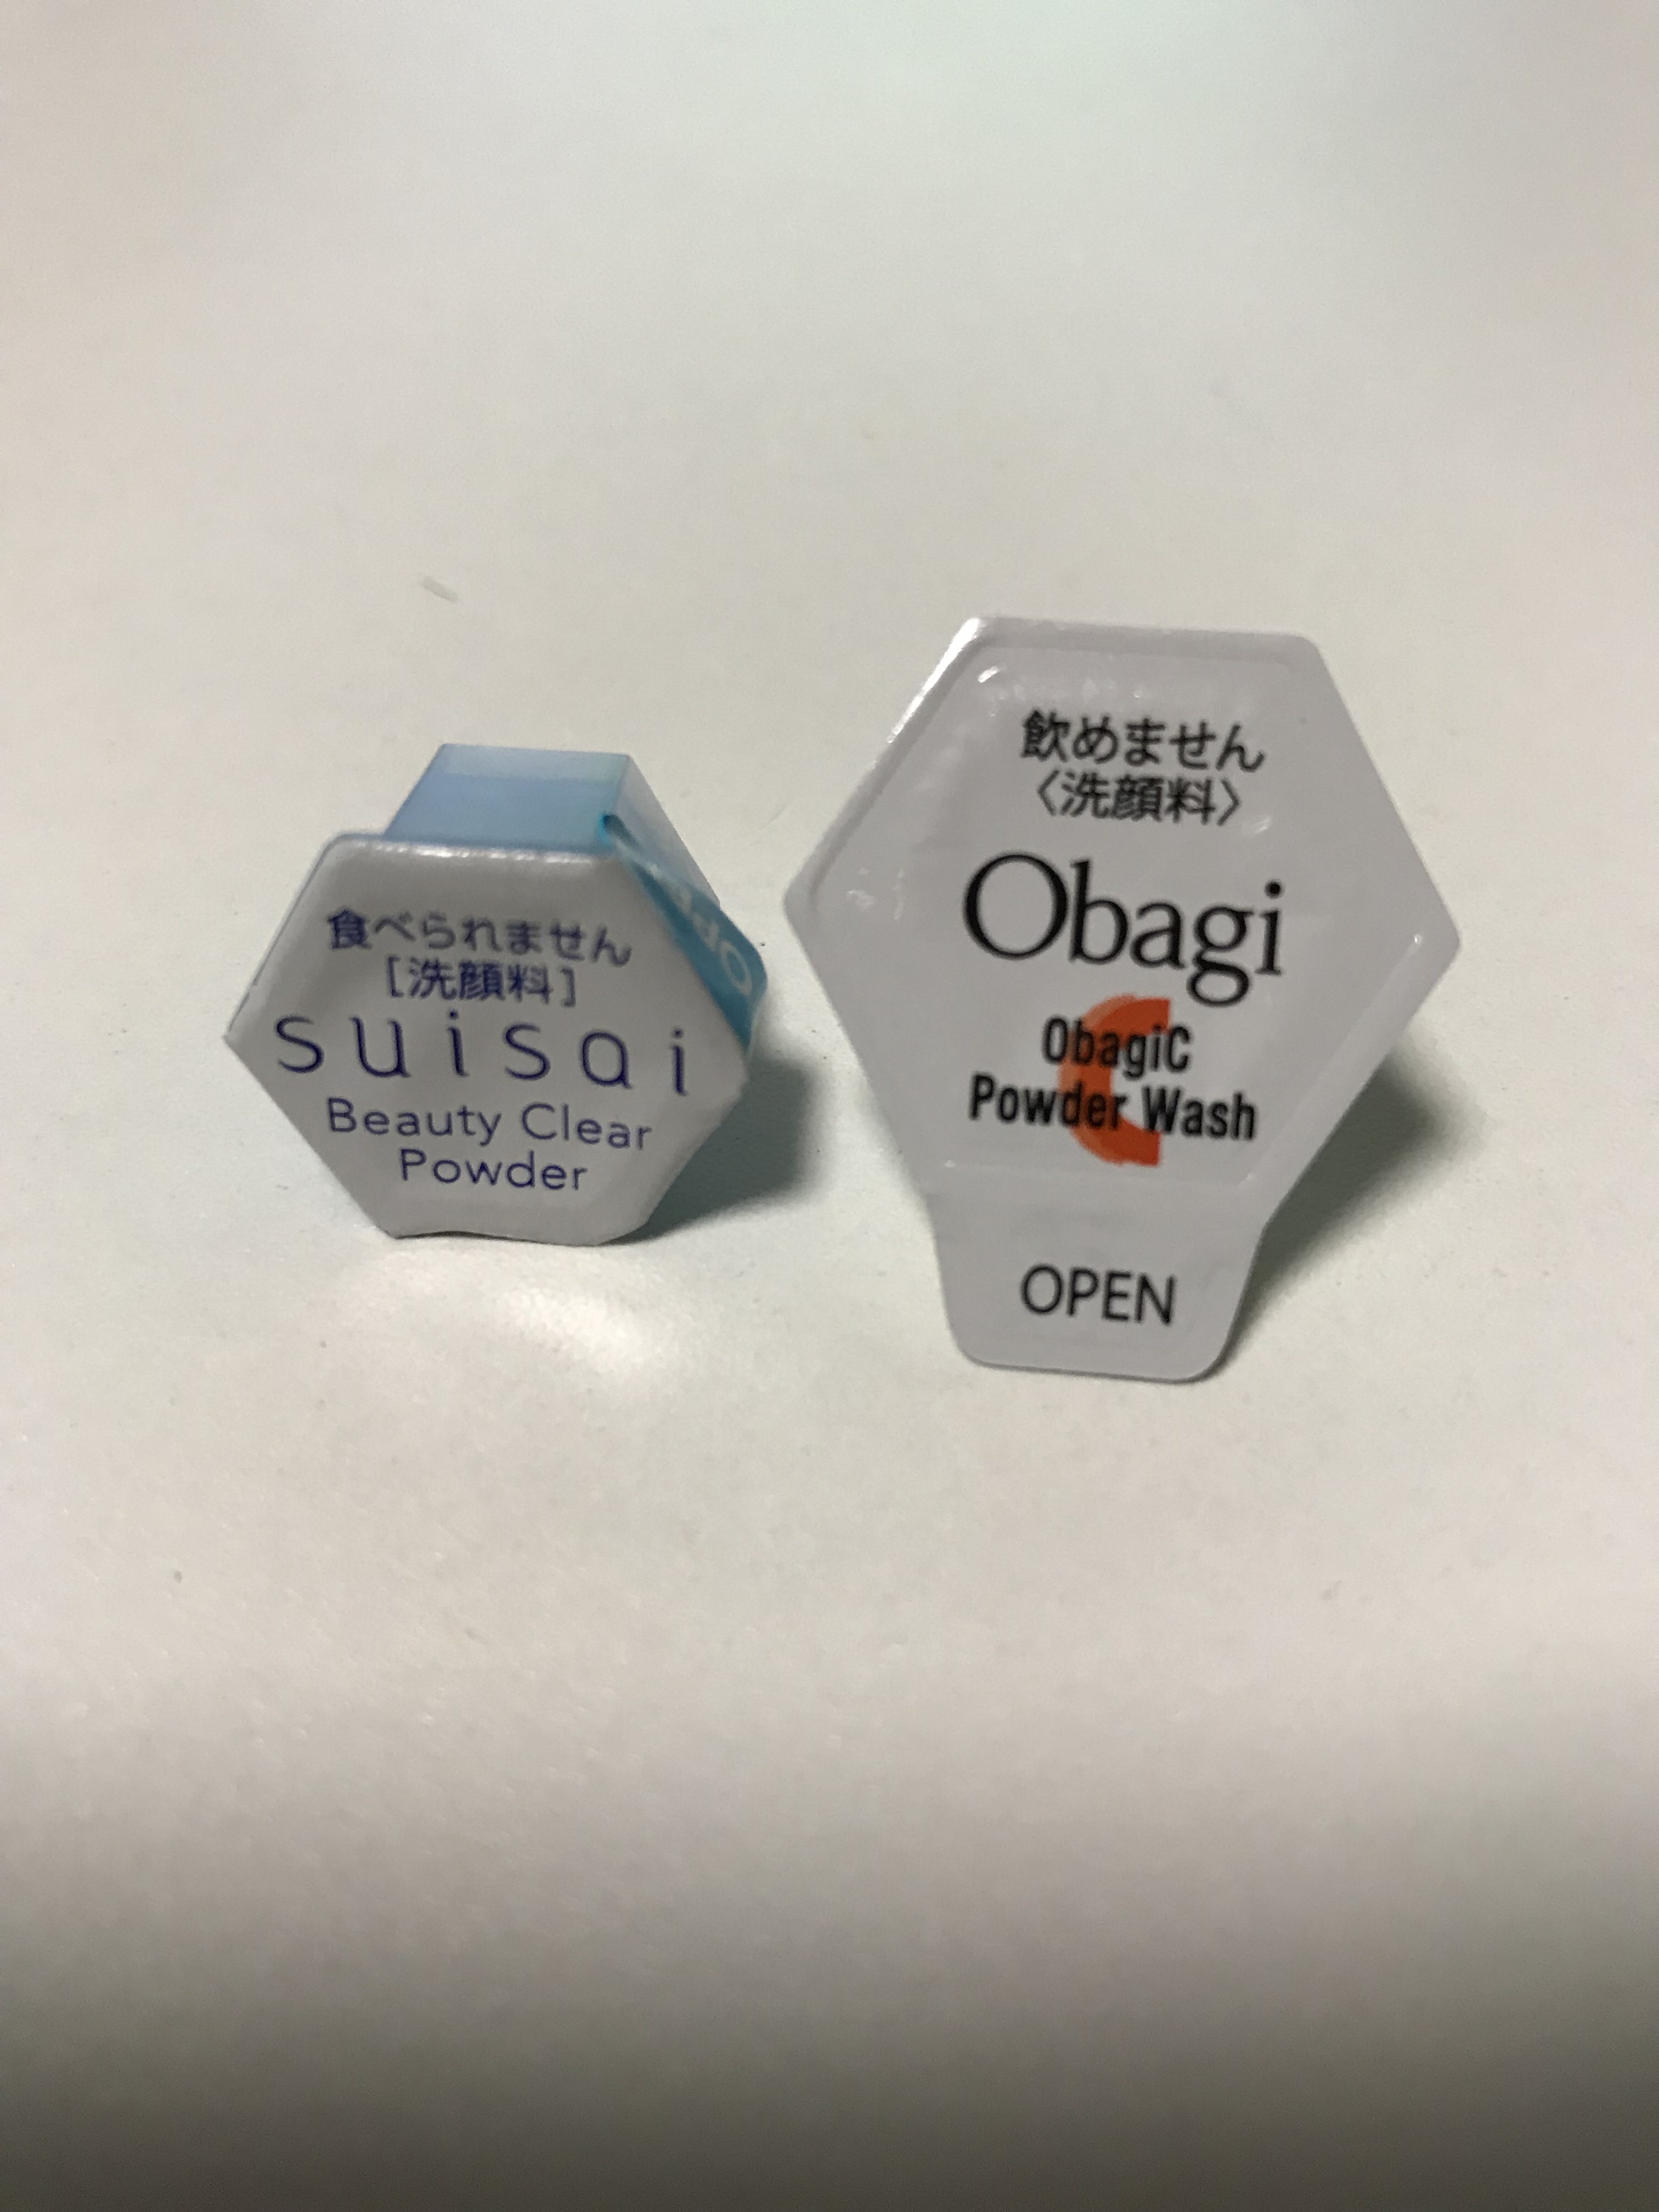 食べられません
[洗顔料]
suisai
Beauty Clear
Powder
飲めません
〈洗顔料〉
Obagi
C
ObagiC
Powder Wash
OPEN